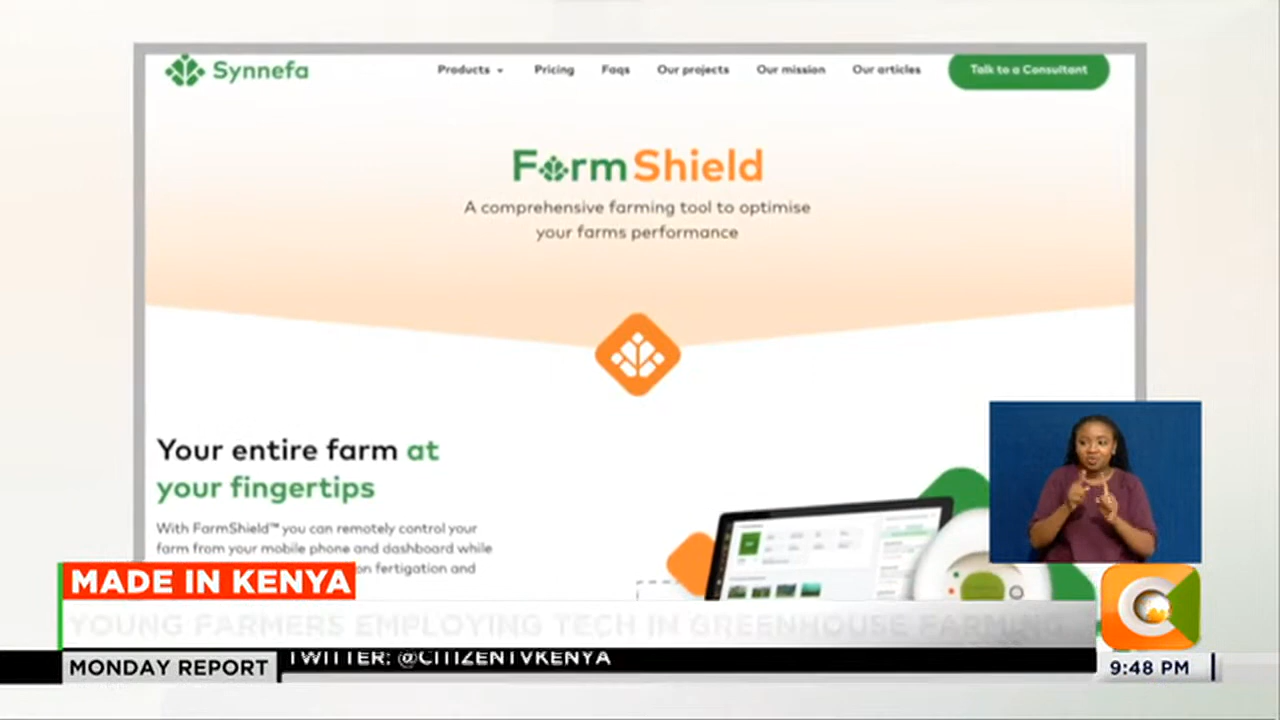 Synnefa
Products
Pricing
Faqs
Our projects
Our mission
Our articles
Talk to a Consultant
Farm Shield
A comprehensive farming tool to optimise
your farms performance
Your entire farm at
your fingertips
With FarmShield™ you can remotely control your
farm from your mobile phone and dashboard while
on fertigation and
MADE IN KENYA
YOUNG FARMERS EMPLOYING TECH IN GREENHOUSE FARMING
MONDAY REPORT
TWITTER: @CITIZENTVKENYA
9:48 PM